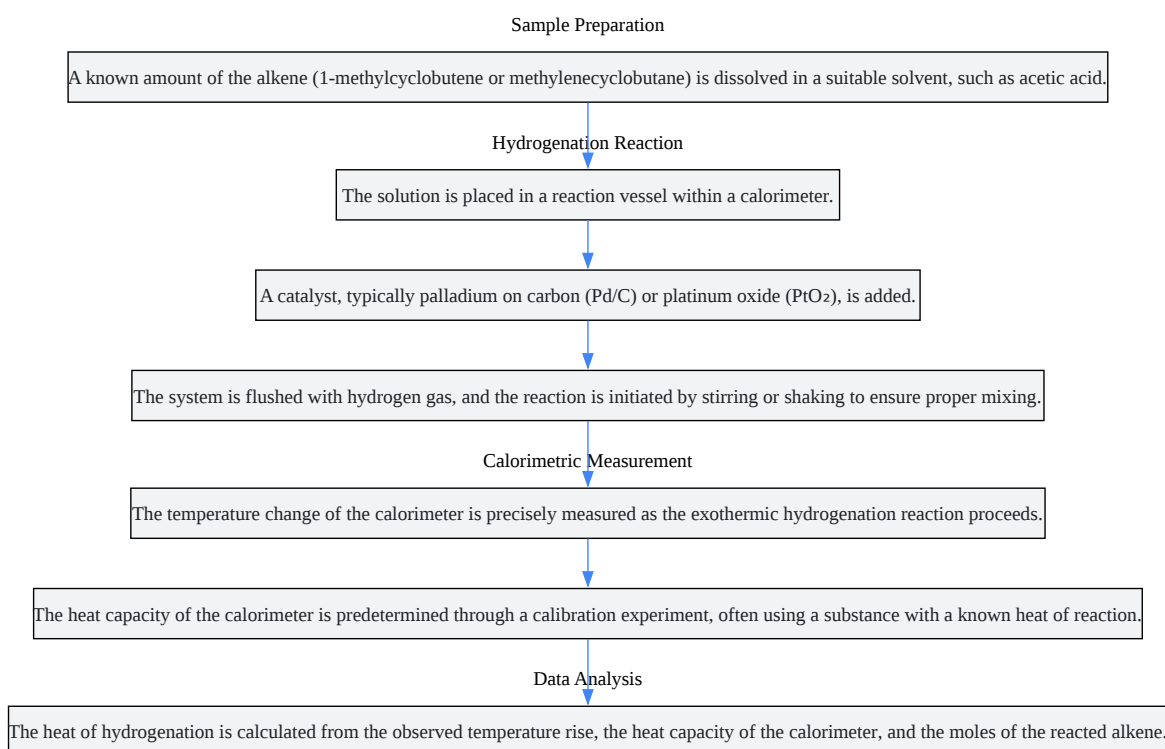 Sample Preparation
A known amount of the alkene (1-methylcyclobutene or methylenecyclobutane) is dissolved in a suitable solvent, such as acetic acid.
Hydrogenation Reaction
The solution is placed in a reaction vessel within a calorimeter.
A catalyst, typically palladium on carbon (Pd/C) or platinum oxide (PtO₂), is added.
The system is flushed with hydrogen gas, and the reaction is initiated by stirring or shaking to ensure proper mixing.
Calorimetric Measurement
The temperature change of the calorimeter is precisely measured as the exothermic hydrogenation reaction proceeds.
The heat capacity of the calorimeter is predetermined through a calibration experiment, often using a substance with a known heat of reaction.
Data Analysis
The heat of hydrogenation is calculated from the observed temperature rise, the heat capacity of the calorimeter, and the moles of the reacted alkene.